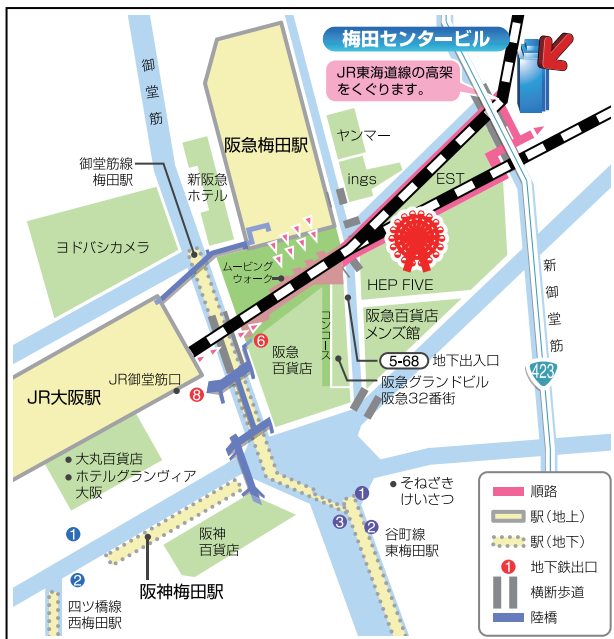 梅田センタービル
JR東海道線の高架
をくぐります。
御堂筋
阪急梅田駅
ヤンマー
ings
EST
御堂筋線
梅田駅
新阪急
ホテル
ヨドバシカメラ
ムービング
ウォーク
HEP FIVE
新御堂筋
423
阪急百貨店
メンズ館
コンコース
6
阪急
百貨店
5-68 地下出入口
阪急グランドビル
阪急32番街
JR御堂筋口
8
JR大阪駅
大丸百貨店
ホテルグランヴィア
大阪
そねざき
けいさつ
1
1
2
3
谷町線
東梅田駅
阪神
百貨店
阪神梅田駅
2
四ツ橋線
西梅田駅
順路
駅(地上)
駅(地下)
1 地下鉄出口
横断歩道
陸橋